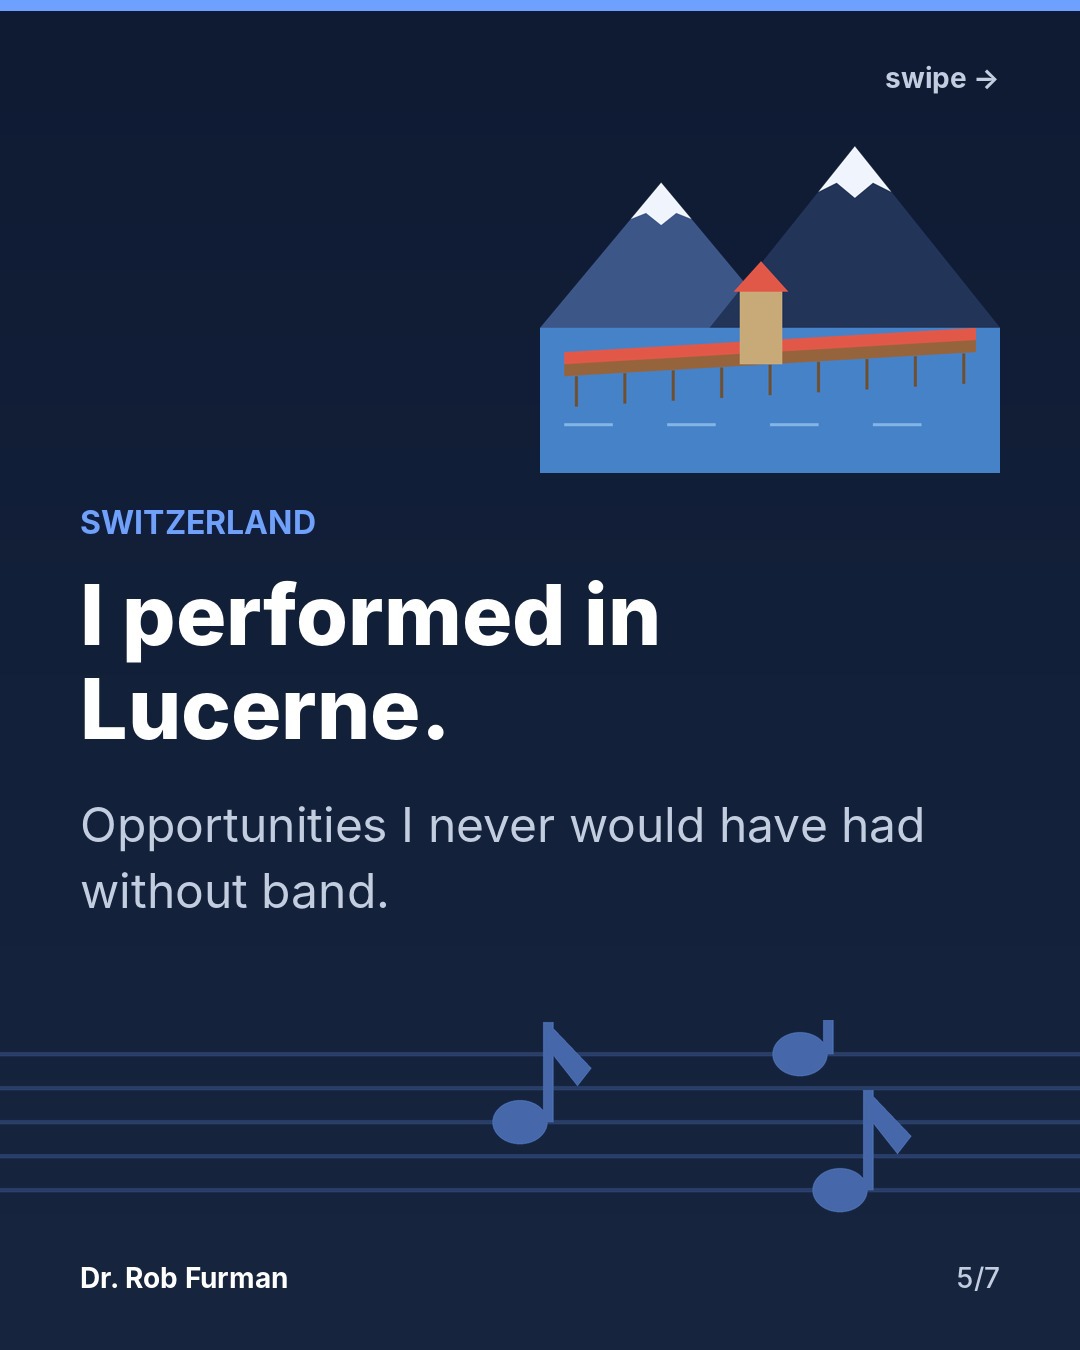 swipe →
SWITZERLAND
I performed in
Lucerne.
Opportunities I never would have had
without band.
Dr. Rob Furman
5/7